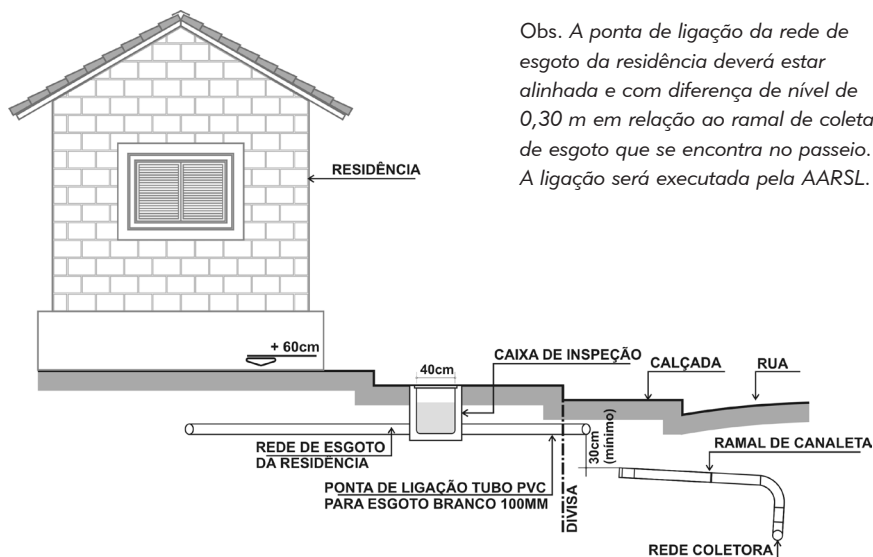 Obs. A ponta de ligação da rede de
esgoto da residência deverá estar
alinhada e com diferença de nível de
0,30 m em relação ao ramal de coleta
de esgoto que se encontra no passeio.
A ligação será executada pela AARSL.
RESIDÊNCIA
+ 60cm
40cm
CAIXA DE INSPEÇÃO
CALÇADA
RUA
REDE DE ESGOTO
DA RESIDÊNCIA
30cm
(mínimo)
RAMAL DE CANALETA
PONTA DE LIGAÇÃO TUBO PVC
PARA ESGOTO BRANCO 100MM
DIVISA
REDE COLETORA